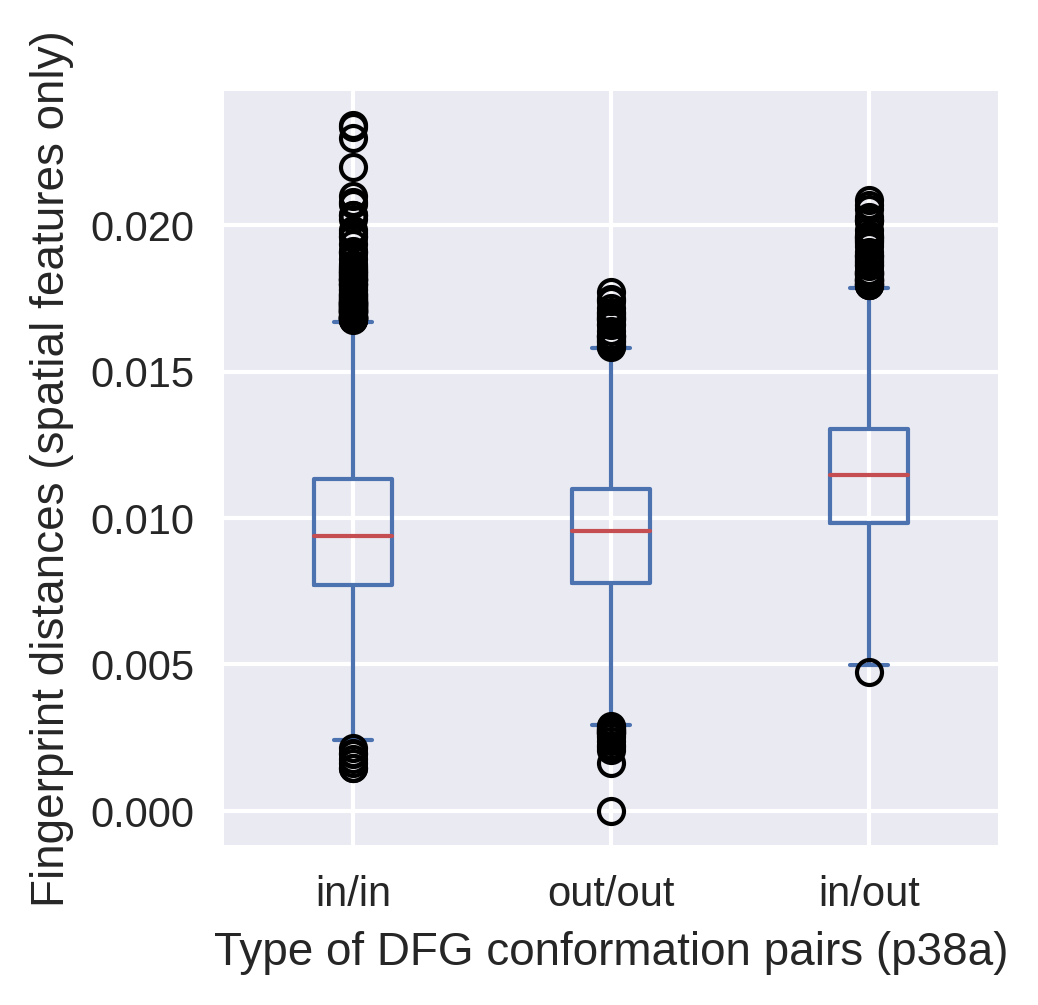 Fingerprint distances (spatial features only)
0.020
0.015
0.010
0.005
0.000
in/in out/out in/out
Type of DFG conformation pairs (p38a)